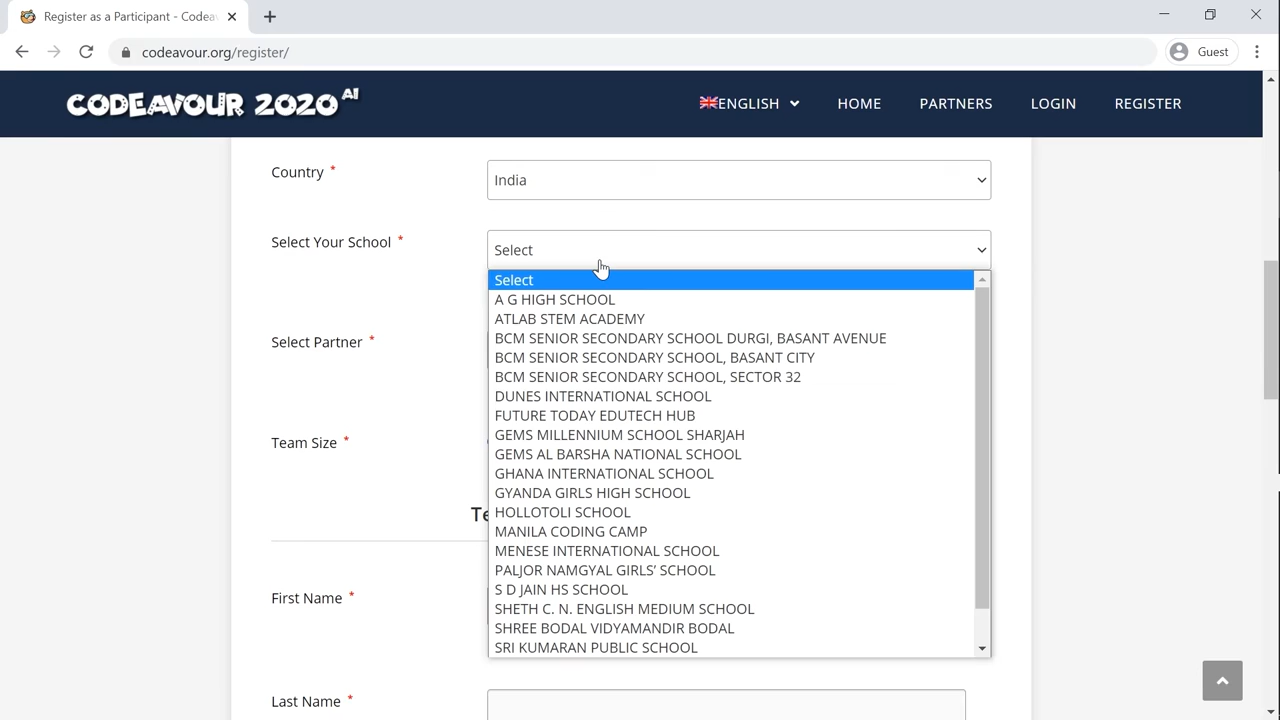 Register as a Participant - Codeav
codeavour.org/register/
Guest
CODEAVOUR 2020 AI
ENGLISH
HOME
PARTNERS
LOGIN
REGISTER
Country *
India
Select Your School *
Select
Select
A G HIGH SCHOOL
ATLAB STEM ACADEMY
BCM SENIOR SECONDARY SCHOOL DURGI, BASANT AVENUE
BCM SENIOR SECONDARY SCHOOL, BASANT CITY
BCM SENIOR SECONDARY SCHOOL, SECTOR 32
DUNES INTERNATIONAL SCHOOL
FUTURE TODAY EDUTECH HUB
GEMS MILLENNIUM SCHOOL SHARJAH
GEMS AL BARSHA NATIONAL SCHOOL
GHANA INTERNATIONAL SCHOOL
GYANDA GIRLS HIGH SCHOOL
HOLLOTOLI SCHOOL
MANILA CODING CAMP
MENESE INTERNATIONAL SCHOOL
PALJOR NAMGYAL GIRLS’ SCHOOL
S D JAIN HS SCHOOL
SHETH C. N. ENGLISH MEDIUM SCHOOL
SHREE BODAL VIDYAMANDIR BODAL
SRI KUMARAN PUBLIC SCHOOL
Select Partner *
Team Size *
First Name *
Last Name *